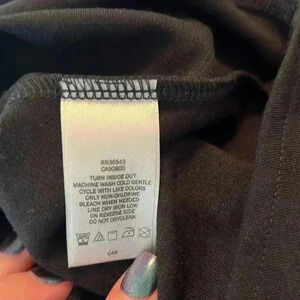 RN36543
CA50800
TURN INSIDE OUT
MACHINE WASH COLD GENTLE
CYCLE WITH LIKE COLORS
ONLY NON-CHLORINE
BLEACH WHEN NEEDED
LINE DRY IRON LOW
ON REVERSE SIDE
DO NOT DRYCLEAN